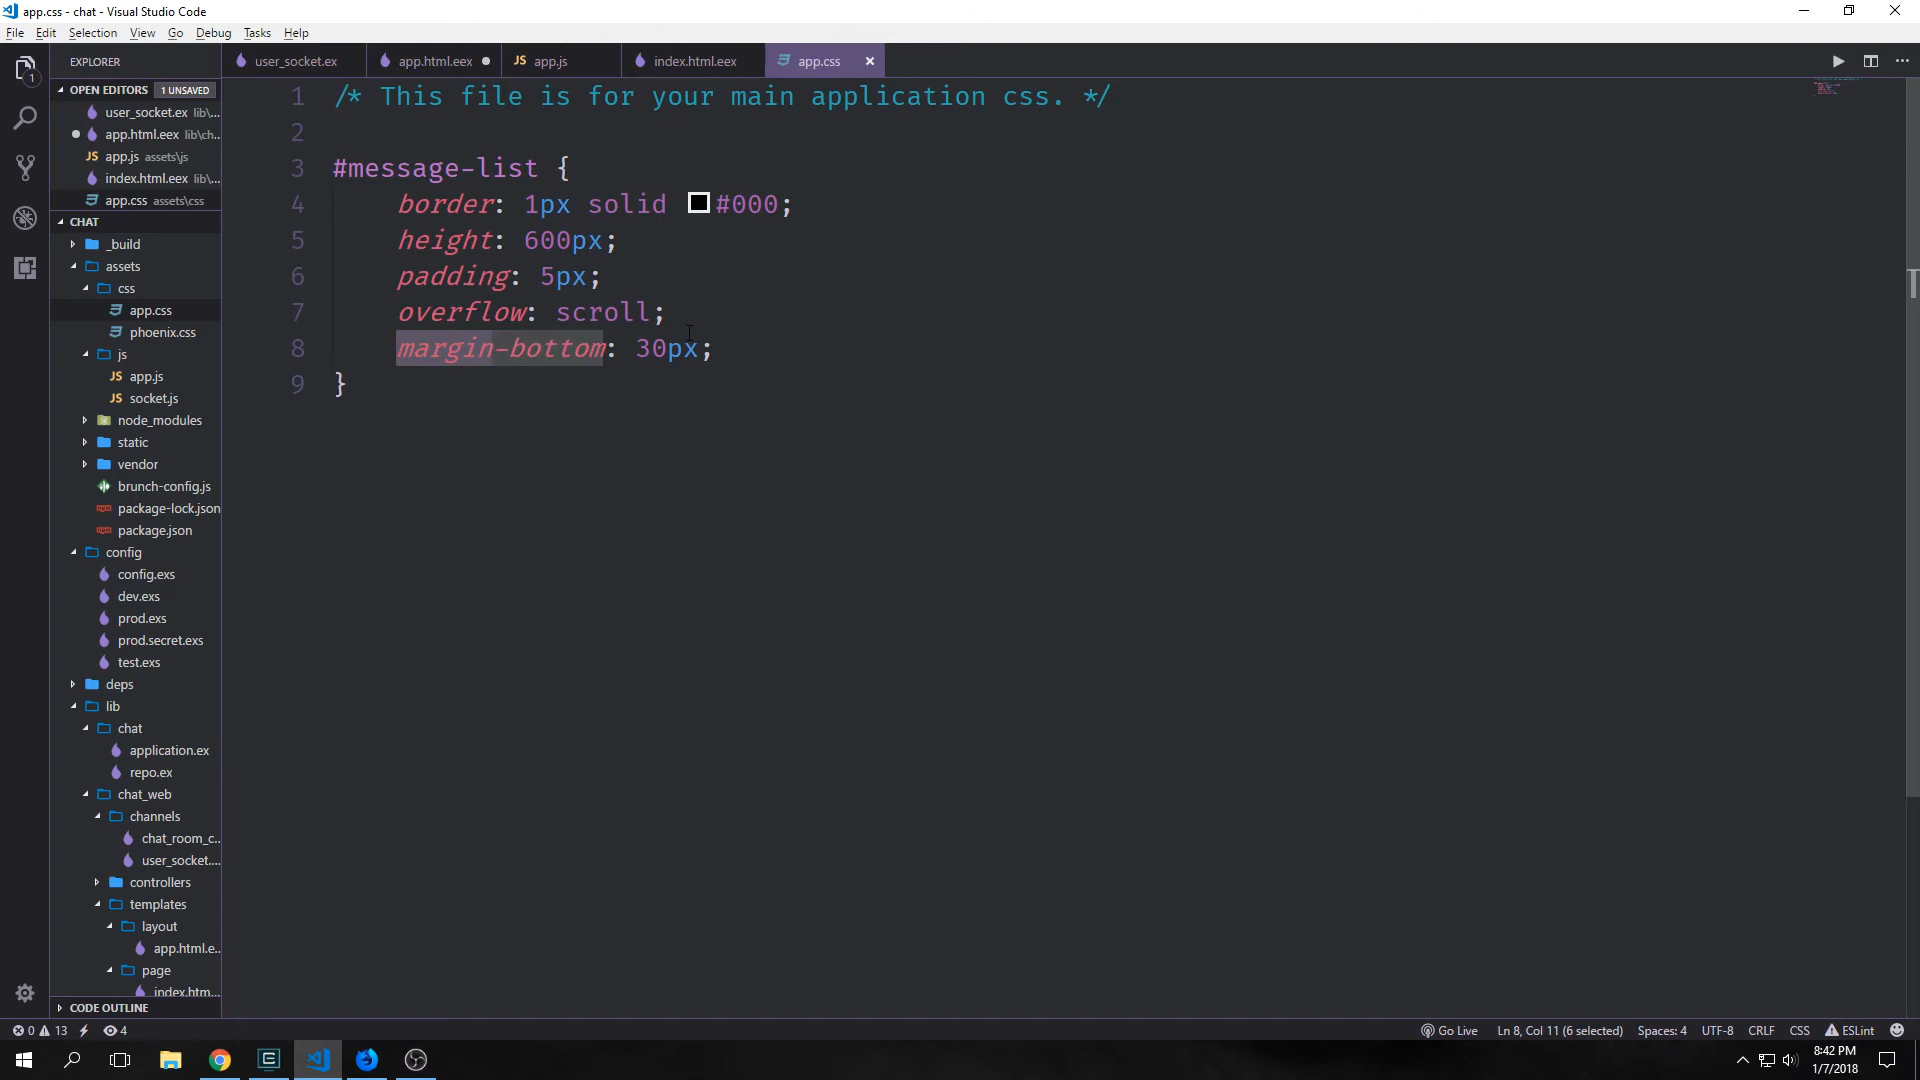 app.css - chat - Visual Studio Code
File Edit Selection View Go Debug Tasks Help
EXPLORER
user_socket.ex
app.html.eex
JS app.js
index.html.eex
app.css
1
OPEN EDITORS 1 UNSAVED
user_socket.ex lib\...
app.html.eex lib\ch...
JS app.js assets\js
index.html.eex lib\...
app.css assets\css
CHAT
_build
assets
css
app.css
phoenix.css
js
JS app.js
JS socket.js
node_modules
static
vendor
brunch-config.js
package-lock.json
package.json
config
config.exs
dev.exs
prod.exs
prod.secret.exs
test.exs
deps
lib
chat
application.ex
repo.ex
chat_web
channels
chat_room_c...
user_socket....
controllers
templates
layout
app.html.e...
page
index.htm...
CODE OUTLINE
1 /* This file is for your main application css. */
2
3 #message-list {
4 border: 1px solid #000;
5 height: 600px;
6 padding: 5px;
7 overflow: scroll;
8 margin-bottom: 30px;
9 }
0 13 4
Go Live Ln 8, Col 11 (6 selected) Spaces: 4 UTF-8 CRLF CSS ESLint
8:42 PM
1/7/2018